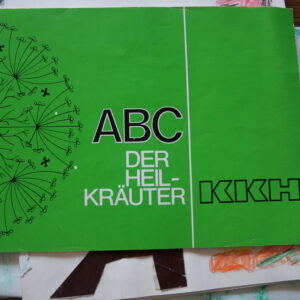 ABC
DER
HEIL-
KRÄUTER
KKH